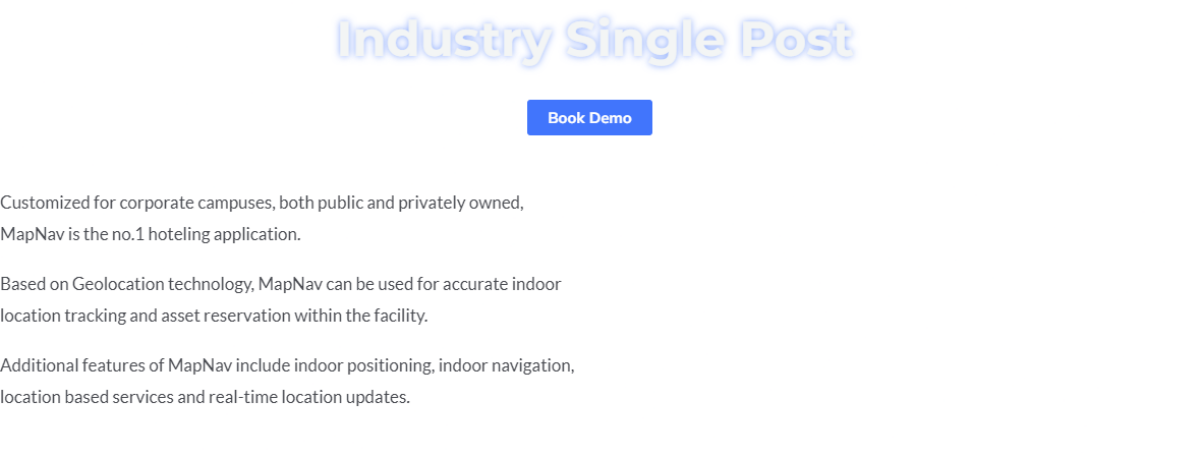 Industry Single Post
Book Demo
Customized for corporate campuses, both public and privately owned,
MapNav is the no.1 hoteling application.
Based on Geolocation technology, MapNav can be used for accurate indoor
location tracking and asset reservation within the facility.
Additional features of MapNav include indoor positioning, indoor navigation,
location based services and real-time location updates.